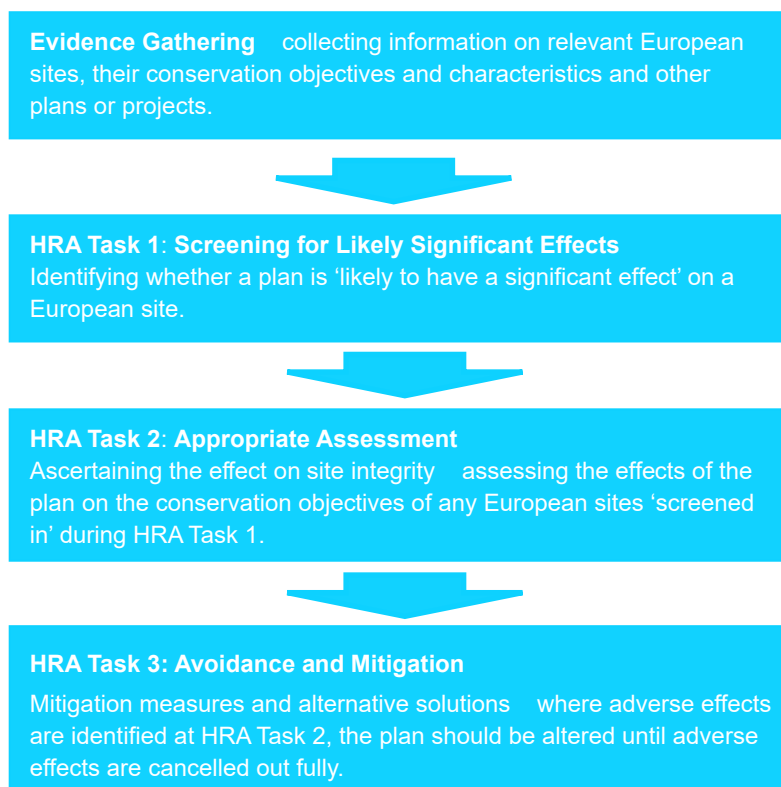 Evidence Gathering collecting information on relevant European
sites, their conservation objectives and characteristics and other
plans or projects.
HRA Task 1: Screening for Likely Significant Effects
Identifying whether a plan is ‘likely to have a significant effect’ on a
European site.
HRA Task 2: Appropriate Assessment
Ascertaining the effect on site integrity assessing the effects of the
plan on the conservation objectives of any European sites ‘screened
in’ during HRA Task 1.
HRA Task 3: Avoidance and Mitigation
Mitigation measures and alternative solutions where adverse effects
are identified at HRA Task 2, the plan should be altered until adverse
effects are cancelled out fully.